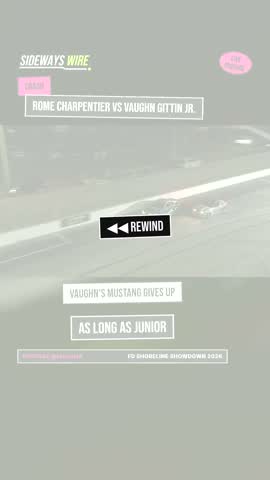 SIDEWAYS WIRE.
CRASH
ROME CHARPENTIER VS VAUGHN GITTIN JR.
REWIND
VAUGHN'S MUSTANG GIVES UP
AS LONG AS JUNIOR
FD SHORELINE SHOWDOWN 2026